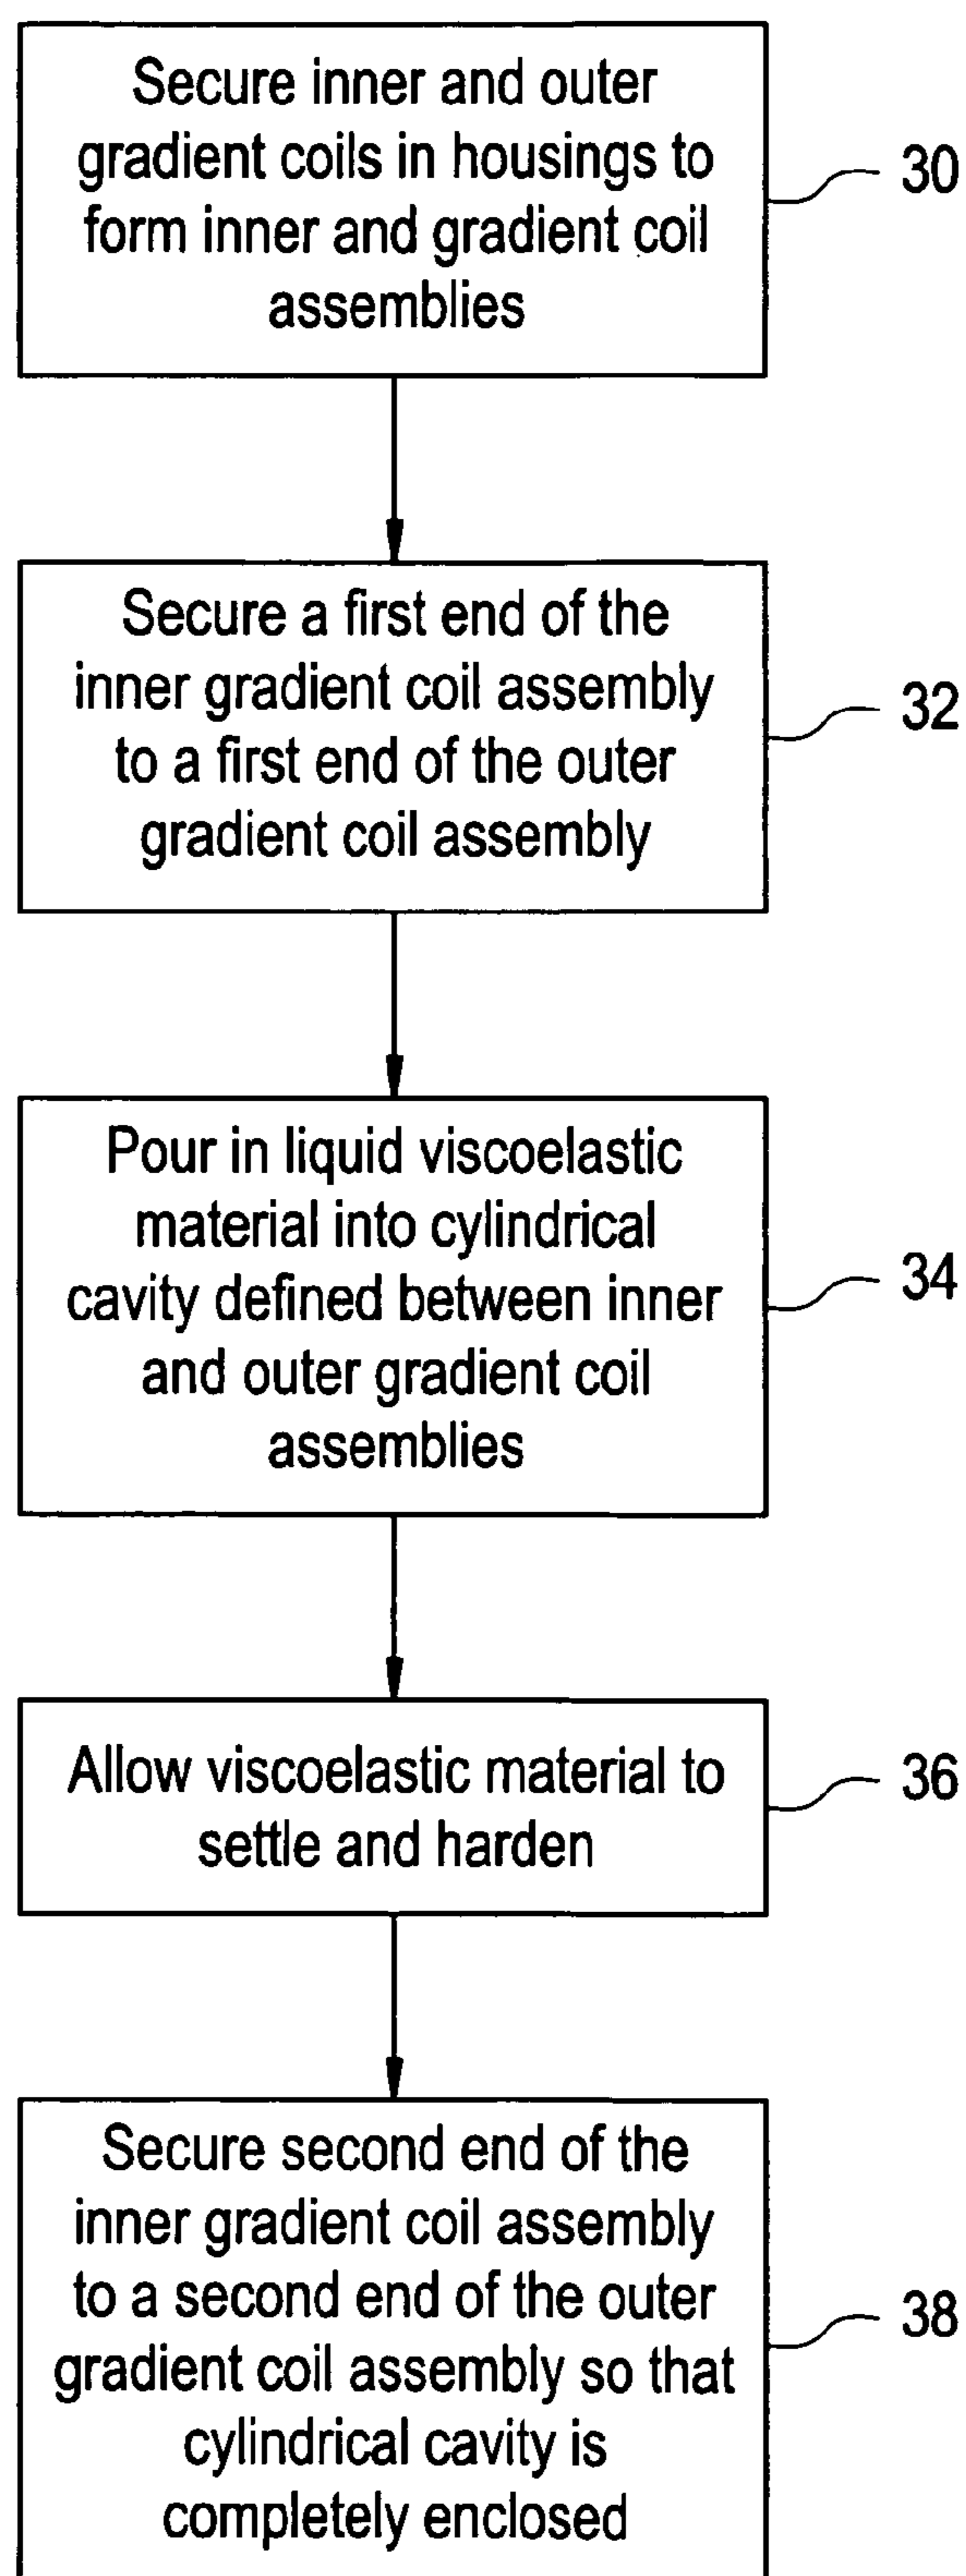 Secure inner and outer
gradient coils in housings to
form inner and gradient coil
assemblies
30
Secure a first end of the
inner gradient coil assembly
to a first end of the outer
gradient coil assembly
32
Pour in liquid viscoelastic
material into cylindrical
cavity defined between inner
and outer gradient coil
assemblies
34
Allow viscoelastic material to
settle and harden
36
Secure second end of the
inner gradient coil assembly
to a second end of the outer
gradient coil assembly so that
cylindrical cavity is
completely enclosed
38